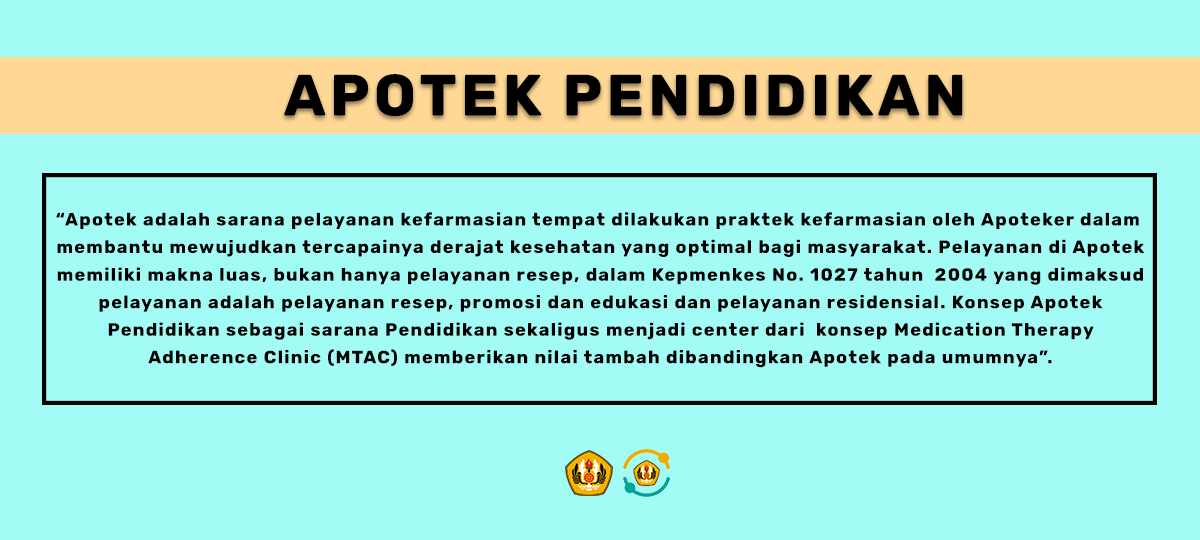 APOTEK PENDIDIKAN
“Apotek adalah sarana pelayanan kefarmasian tempat dilakukan praktek kefarmasian oleh Apoteker dalam
membantu mewujudkan tercapainya derajat kesehatan yang optimal bagi masyarakat. Pelayanan di Apotek
memiliki makna luas, bukan hanya pelayanan resep, dalam Kepmenkes No. 1027 tahun  2004 yang dimaksud
pelayanan adalah pelayanan resep, promosi dan edukasi dan pelayanan residensial. Konsep Apotek
Pendidikan sebagai sarana Pendidikan sekaligus menjadi center dari  konsep Medication Therapy
Adherence Clinic (MTAC) memberikan nilai tambah dibandingkan Apotek pada umumnya”.